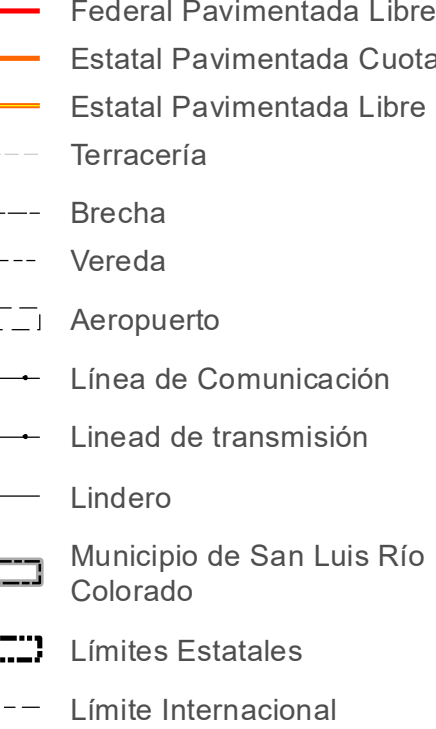 Federal Pavimentada Libre
Estatal Pavimentada Cuota
Estatal Pavimentada Libre
Terracería
Brecha
Vereda
Aeropuerto
Línea de Comunicación
Linead de transmisión
Lindero
Municipio de San Luis Río
Colorado
Límites Estatales
Límite Internacional